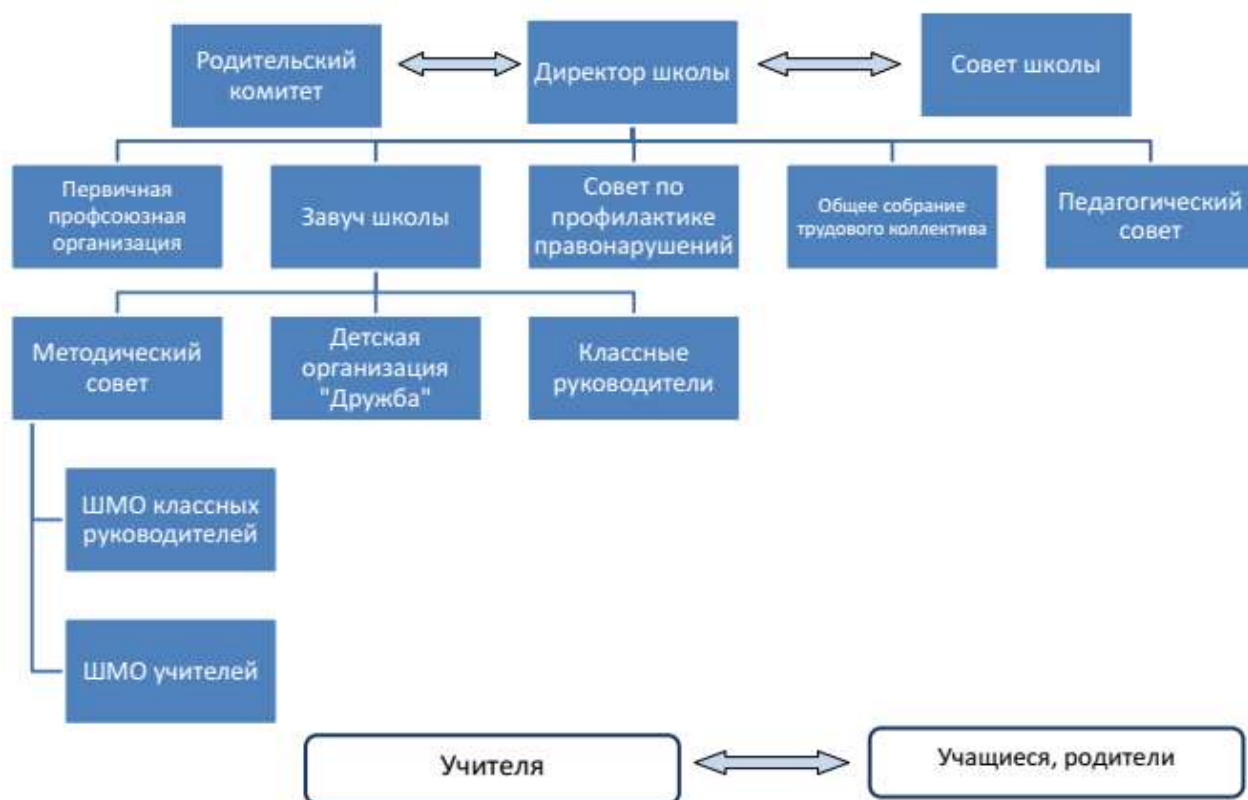 Родительский
комитет
Директор школы
Совет школы
Первичная
профсоюзная
организация
Завуч школы
Совет по
профилактике
правонарушений
Общее собрание
трудового коллектива
Педагогический
совет
Методический
совет
Детская
организация
"Дружба"
Классные
руководители
ШМО классных
руководителей
ШМО учителей
Учителя
Учащиеся, родители